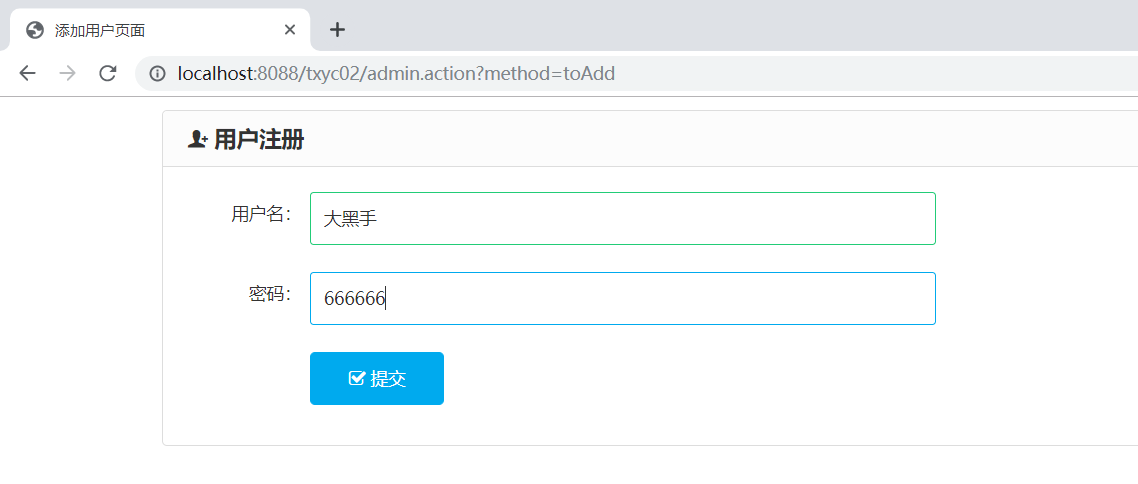 添加用户页面
localhost:8088/txyc02/admin.action?method=toAdd
用户注册
用户名：
大黑手
密码：
666666
提交